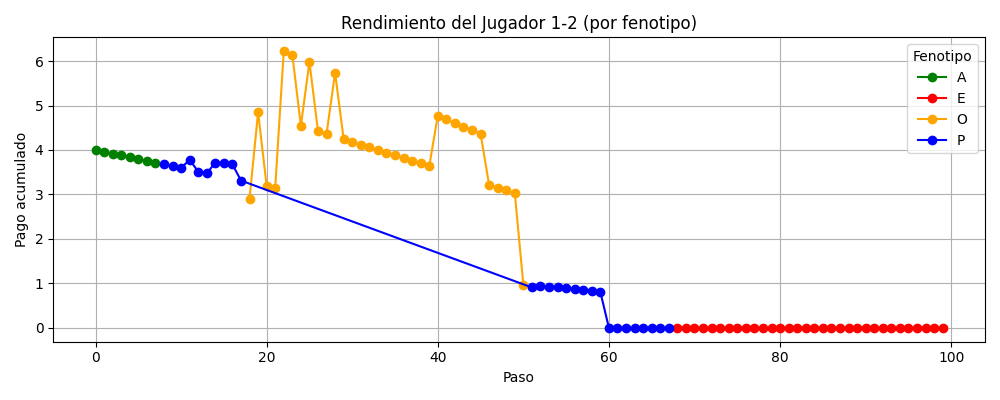 Rendimiento del Jugador 1-2 (por fenotipo)
Pago acumulado
6
5
4
3
2
1
0
0 20 40 60 80 100
Paso
Fenotipo
A
E
O
P